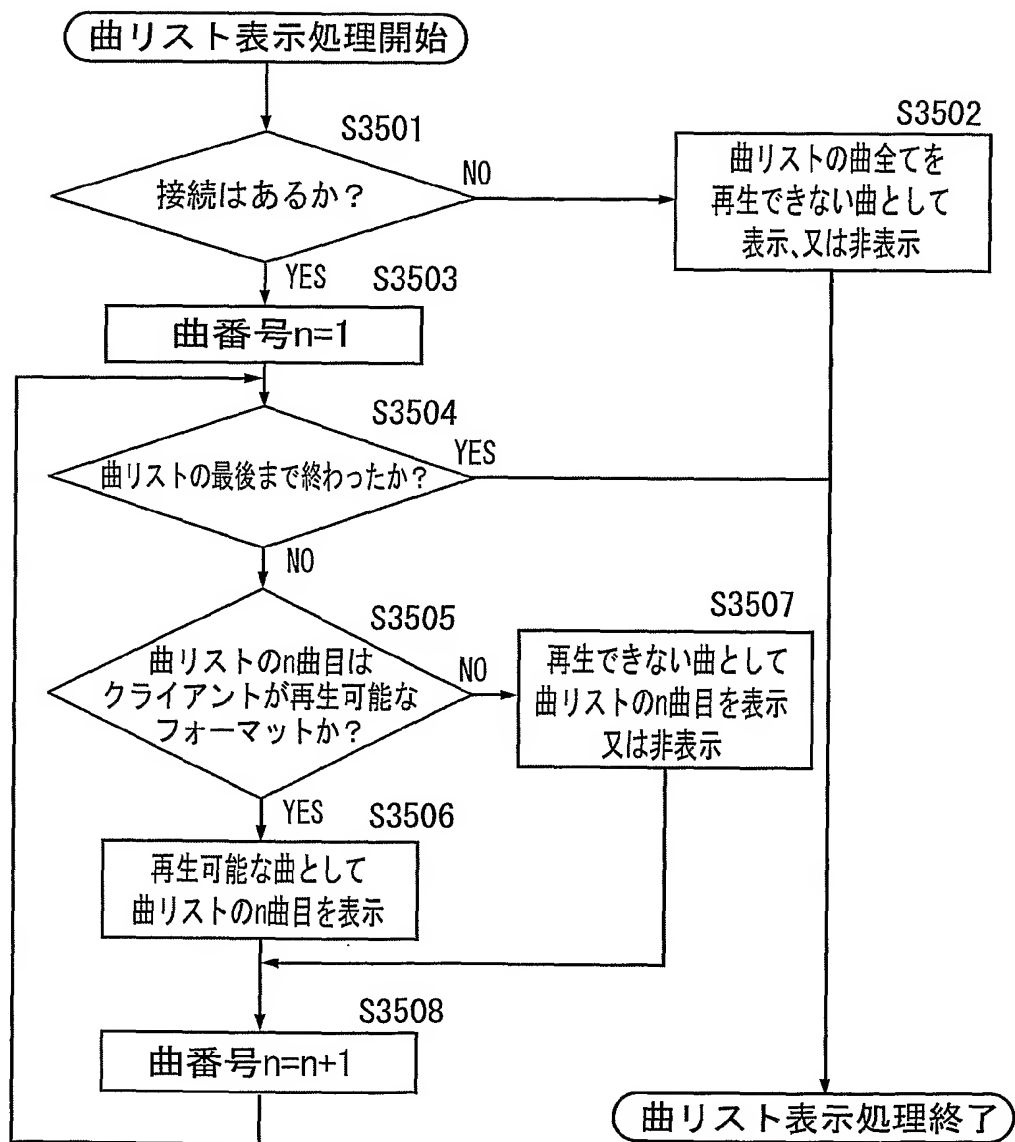 曲リスト表示処理開始
S3501
接続はあるか？
NO
S3502
曲リストの曲全てを
再生できない曲として
表示、又は非表示
YES
S3503
曲番号n=1
S3504
曲リストの最後まで終わったか？
YES
NO
S3505
曲リストのn曲目は
クライアントが再生可能な
フォーマットか？
NO
S3507
再生できない曲として
曲リストのn曲目を表示
又は非表示
YES
S3506
再生可能な曲として
曲リストのn曲目を表示
S3508
曲番号n=n+1
曲リスト表示処理終了